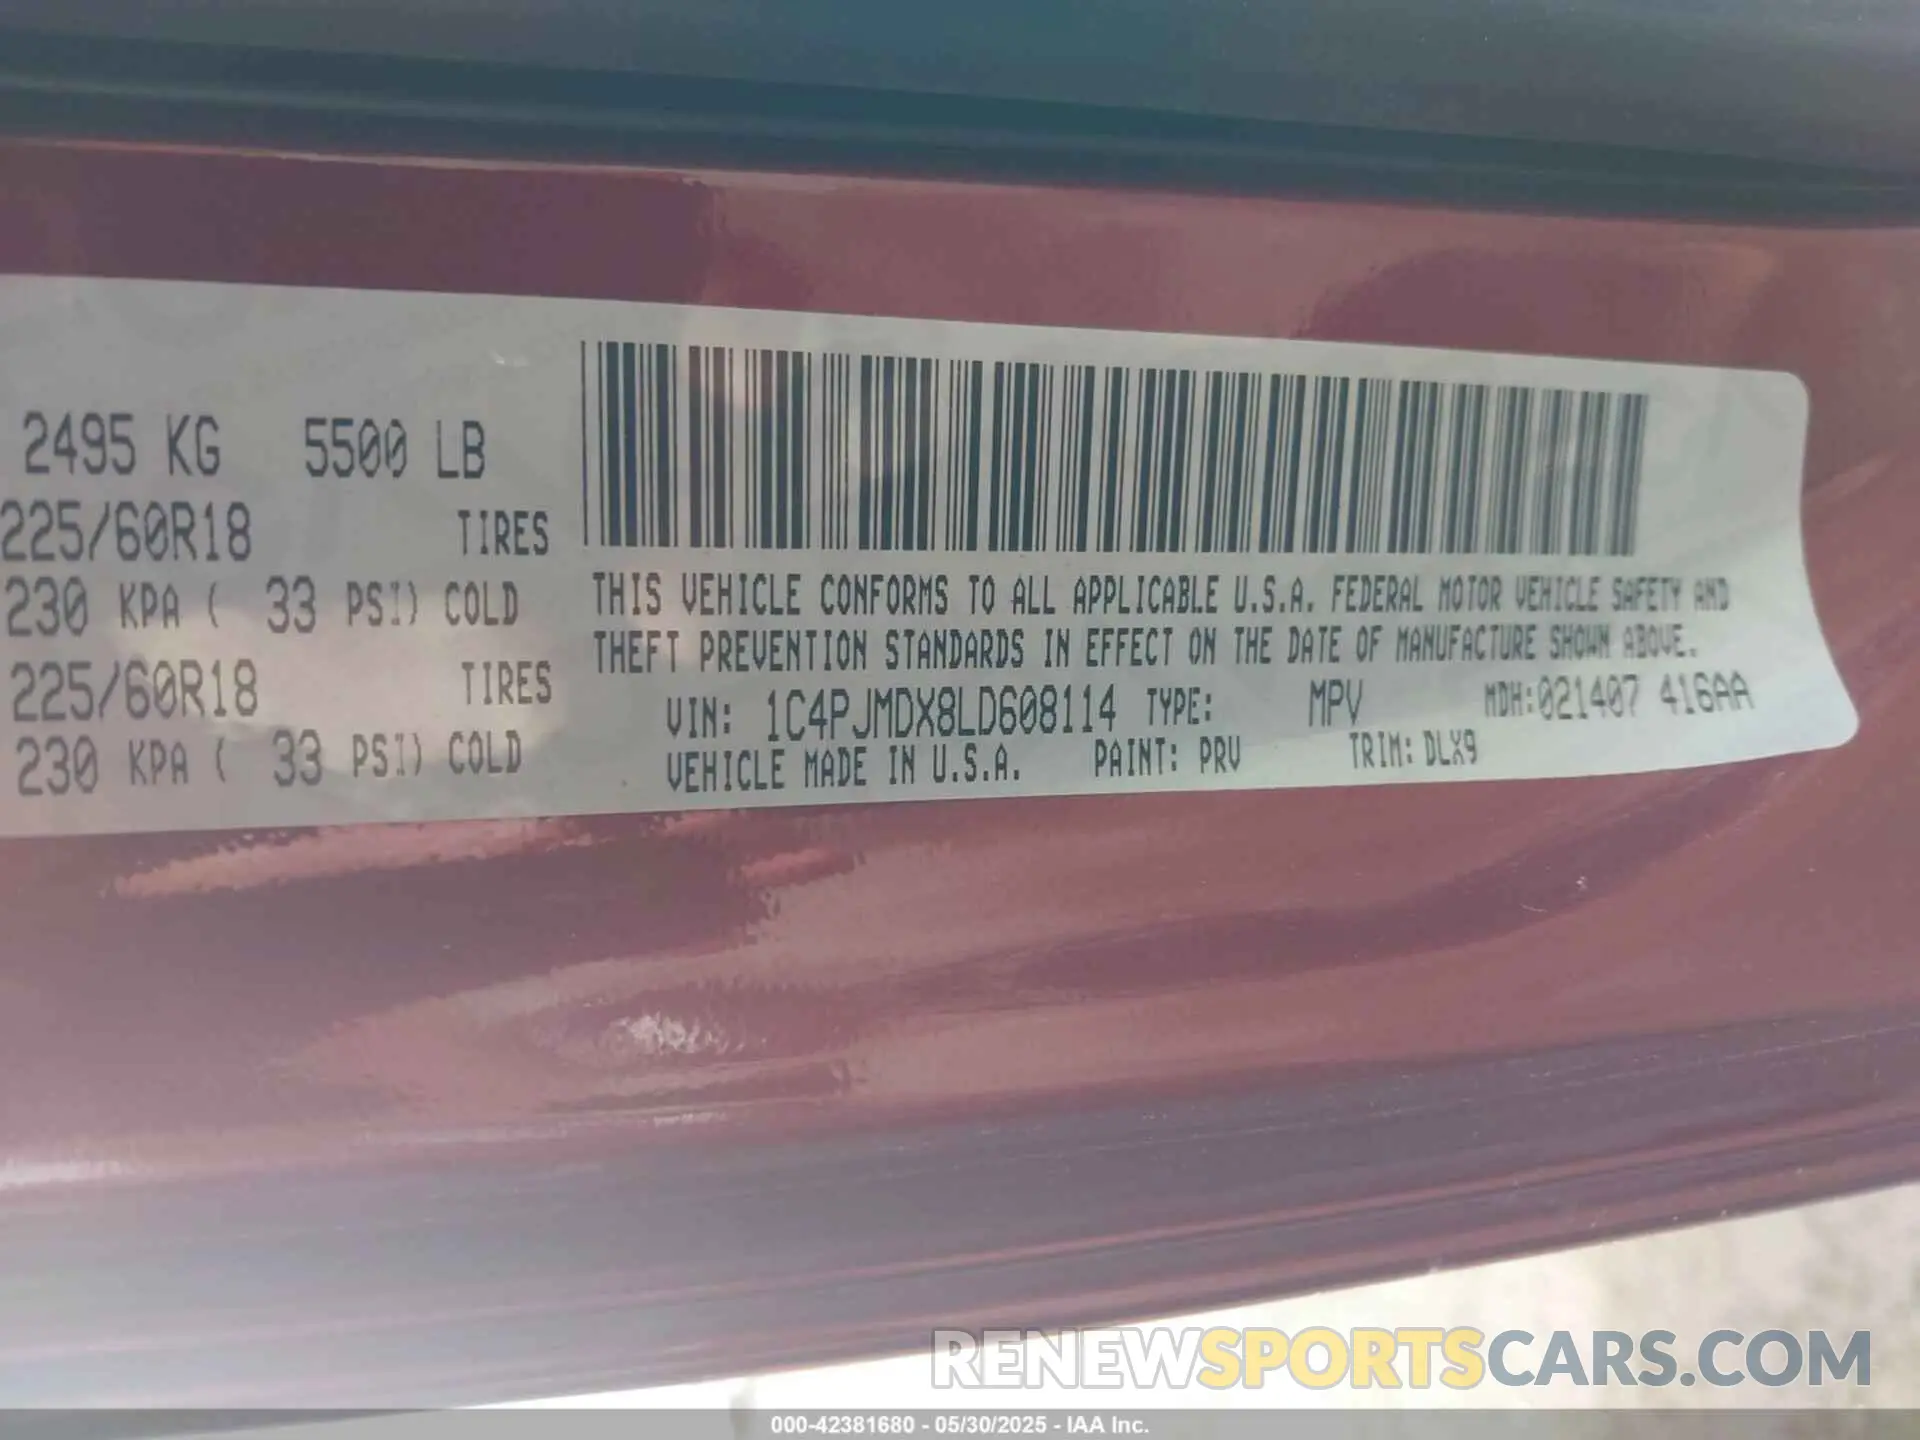 2495 KG 5500 LB
225/60R18 TIRES
230 KPA ( 33 PSI) COLD
225/60R18 TIRES
230 KPA ( 33 PSI) COLD
THIS VEHICLE CONFORMS TO ALL APPLICABLE U.S.A. FEDERAL MOTOR VEHICLE SAFETY AND
THEFT PREVENTION STANDARDS IN EFFECT ON THE DATE OF MANUFACTURE SHOWN ABOVE.
VIN: 1C4PJMDX8LD608114 TYPE: MPV MDH:021407 416AA
VEHICLE MADE IN U.S.A. PAINT: PRV TRIM: DLX9
RENEWSPORTSCARS.COM
000-42381680 - 05/30/2025 - IAA Inc.